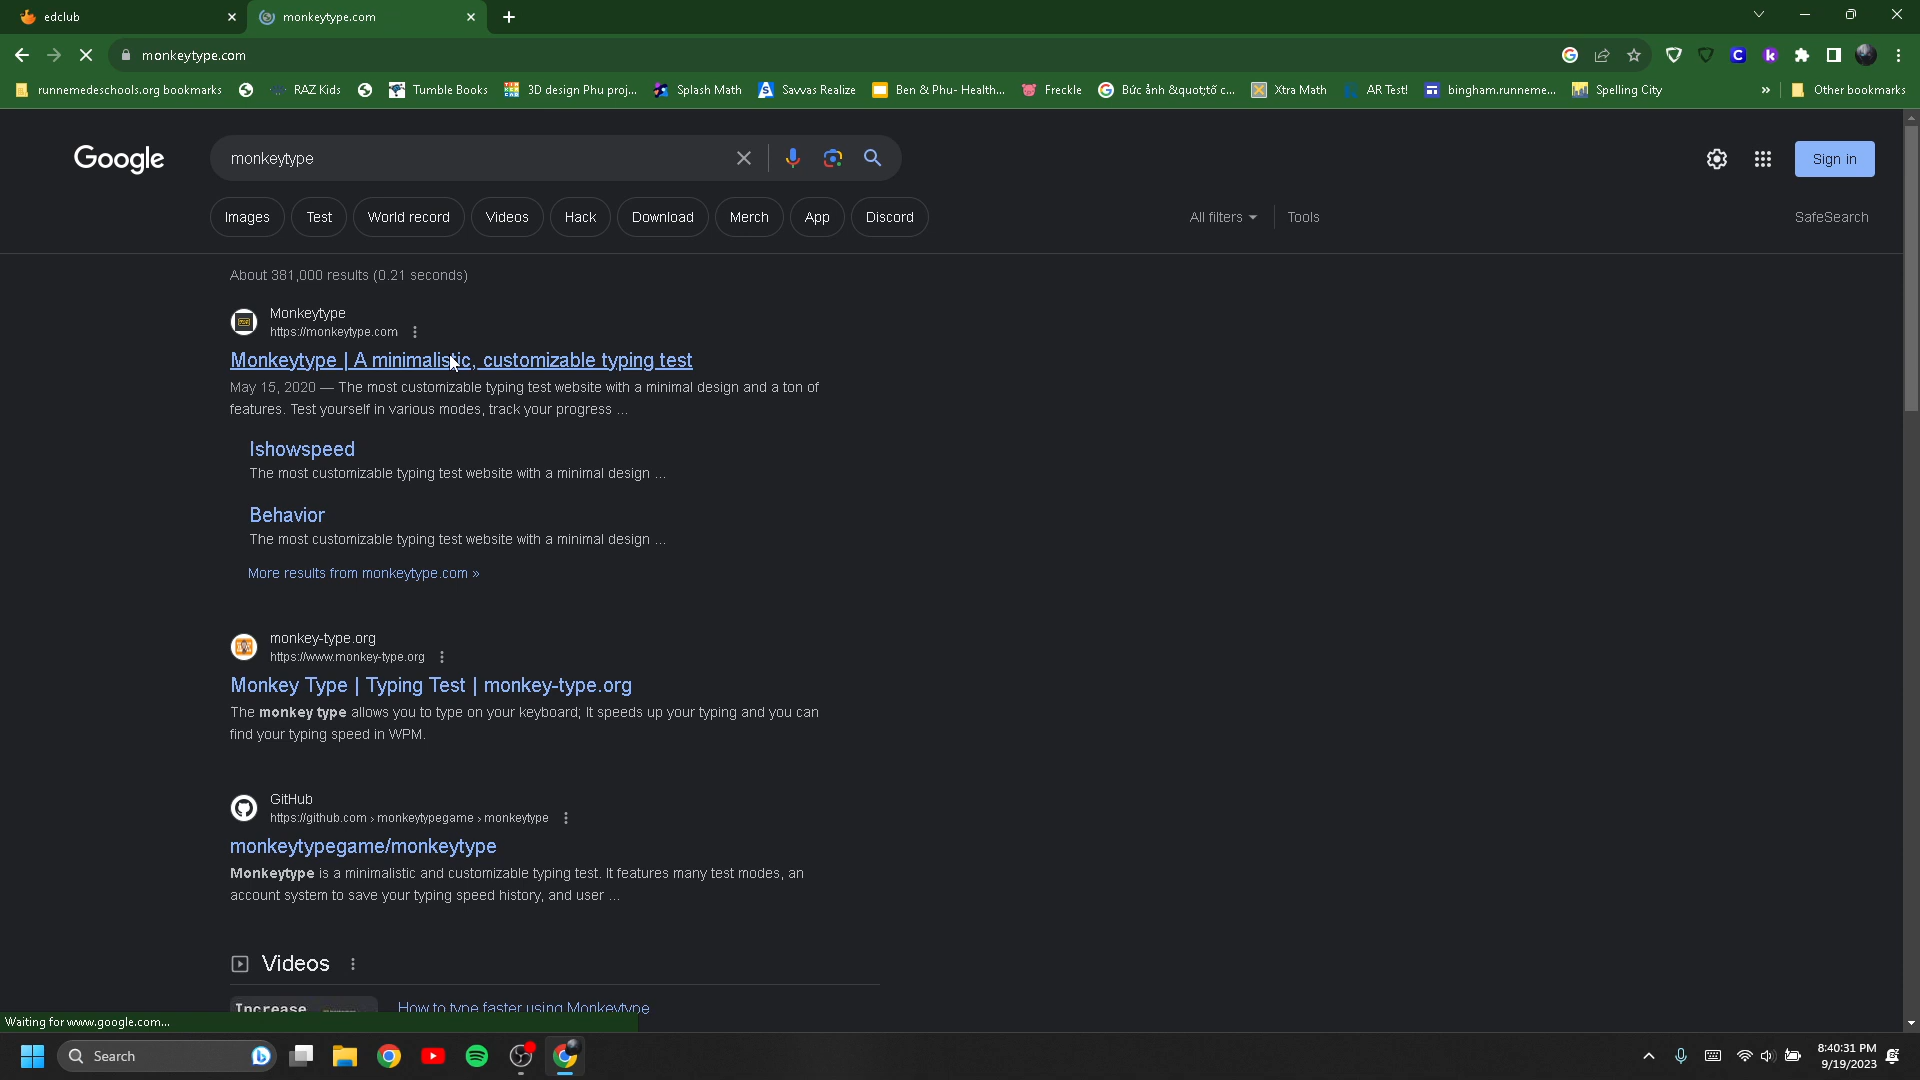 edclub
monkeytype.com
monkeytype.com
runnemedeschools.org bookmarks
RAZ Kids
Tumble Books
3D design Phu proj...
Splash Math
Savvas Realize
Ben & Phu- Health...
Freckle
Bức ảnh &quot;tố c...
Xtra Math
AR Test!
bingham.runneme...
Spelling City
»
Other bookmarks
Google
monkeytype
Sign in
Images
Test
World record
Videos
Hack
Download
Merch
App
Discord
All filters
Tools
SafeSearch
About 381,000 results (0.21 seconds)
Monkeytype
https://monkeytype.com
Monkeytype | A minimalistic, customizable typing test
May 15, 2020 — The most customizable typing test website with a minimal design and a ton of
features. Test yourself in various modes, track your progress ...
Ishowspeed
The most customizable typing test website with a minimal design ...
Behavior
The most customizable typing test website with a minimal design ...
More results from monkeytype.com »
monkey-type.org
https://www.monkey-type.org
Monkey Type | Typing Test | monkey-type.org
The monkey type allows you to type on your keyboard; It speeds up your typing and you can
find your typing speed in WPM.
GitHub
https://github.com › monkeytypegame › monkeytype
monkeytypegame/monkeytype
Monkeytype is a minimalistic and customizable typing test. It features many test modes, an
account system to save your typing speed history, and user ...
Videos
Increase
How to type faster using Monkeytype
Waiting for www.google.com...
Search
8:40:31 PM
9/19/2023